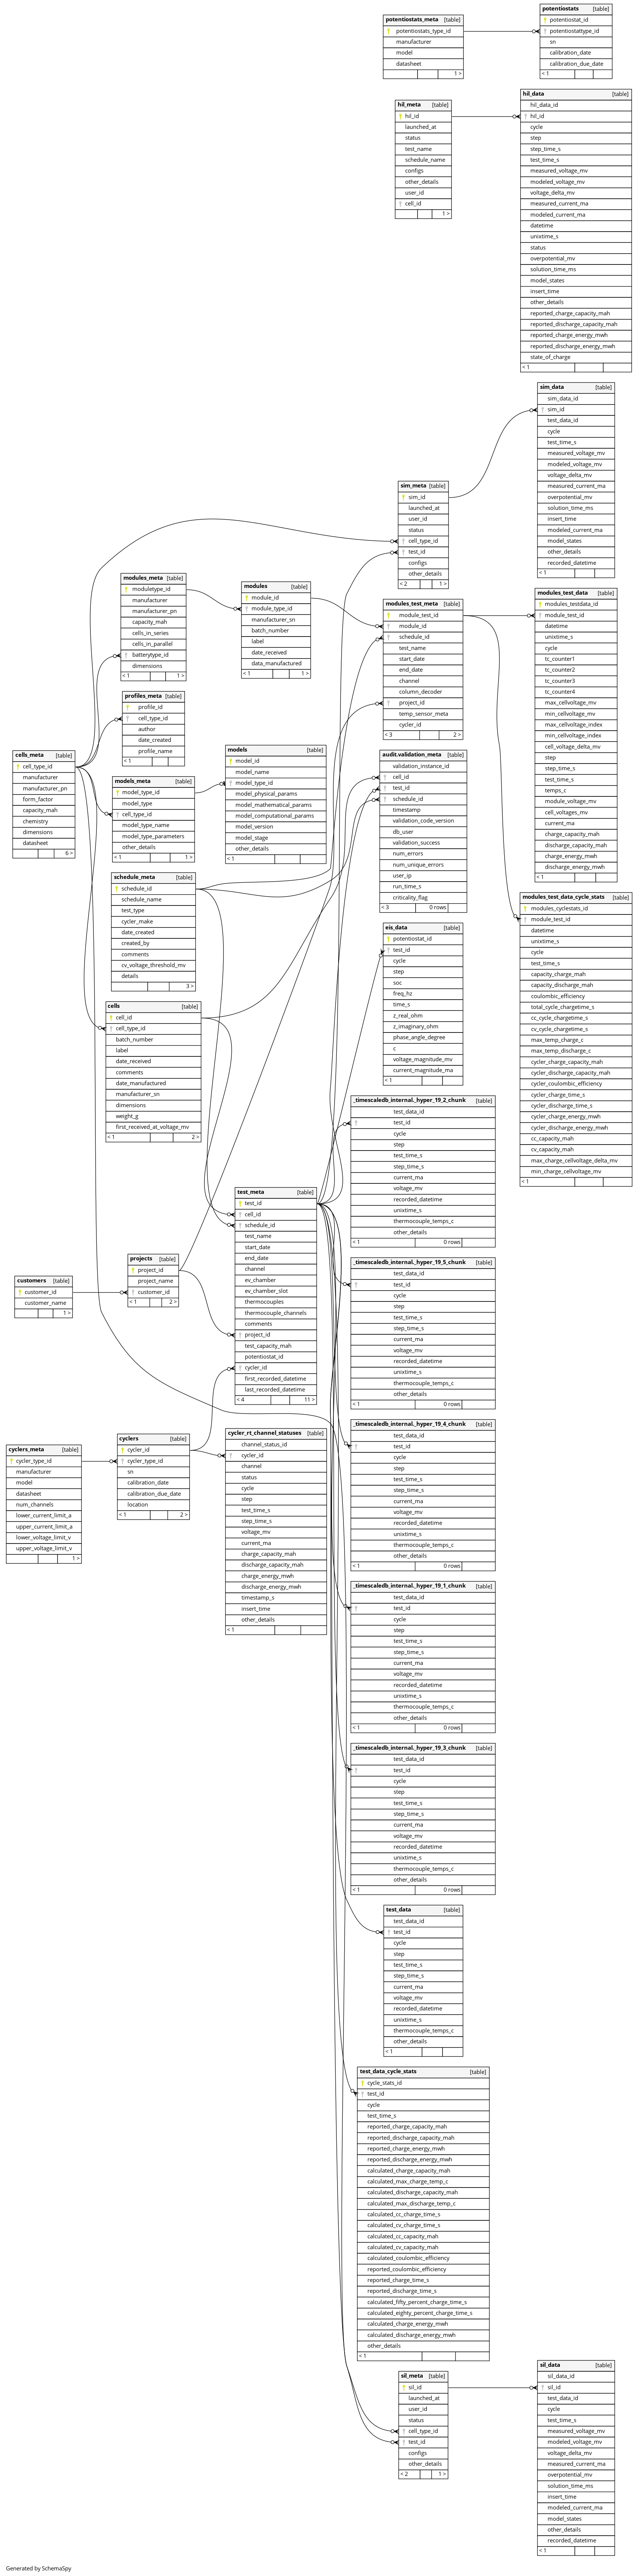 potentiostats_meta [table]
potentiostats_type_id
manufacturer
model
datasheet
1 >
potentiostats [table]
potentiostat_id
potentiostattype_id
sn
calibration_date
calibration_due_date
< 1
hil_meta [table]
hil_id
launched_at
status
test_name
schedule_name
configs
other_details
user_id
cell_id
1 >
hil_data [table]
hil_data_id
hil_id
cycle
step
step_time_s
test_time_s
measured_voltage_mv
modeled_voltage_mv
voltage_delta_mv
measured_current_ma
modeled_current_ma
datetime
unixtime_s
status
overpotential_mv
solution_time_ms
model_states
insert_time
other_details
reported_charge_capacity_mah
reported_discharge_capacity_mah
reported_charge_energy_mwh
reported_discharge_energy_mwh
state_of_charge
< 1
sim_data [table]
sim_data_id
sim_id
test_data_id
cycle
test_time_s
measured_voltage_mv
modeled_voltage_mv
voltage_delta_mv
measured_current_ma
overpotential_mv
solution_time_ms
insert_time
modeled_current_ma
model_states
other_details
recorded_datetime
< 1
sim_meta [table]
sim_id
launched_at
user_id
status
cell_type_id
test_id
configs
other_details
< 2 1 >
modules_meta [table]
moduletype_id
manufacturer
manufacturer_pn
capacity_mah
cells_in_series
cells_in_parallel
batterytype_id
dimensions
< 1 1 >
modules [table]
module_id
module_type_id
manufacturer_sn
batch_number
label
date_received
data_manufactured
< 1 1 >
modules_test_meta [table]
module_test_id
module_id
schedule_id
test_name
start_date
end_date
channel
column_decoder
project_id
temp_sensor_meta
cycler_id
< 3 2 >
modules_test_data [table]
modules_testdata_id
module_test_id
datetime
unixtime_s
cycle
tc_counter1
tc_counter2
tc_counter3
tc_counter4
max_cellvoltage_mv
min_cellvoltage_mv
max_cellvoltage_index
min_cellvoltage_index
cell_voltage_delta_mv
step
step_time_s
test_time_s
temps_c
module_voltage_mv
cell_voltages_mv
current_ma
charge_capacity_mah
discharge_capacity_mah
charge_energy_mwh
discharge_energy_mwh
< 1
profiles_meta [table]
profile_id
cell_type_id
author
date_created
profile_name
< 1
cells_meta [table]
cell_type_id
manufacturer
manufacturer_pn
form_factor
capacity_mah
chemistry
dimensions
datasheet
6 >
models_meta [table]
model_type_id
model_type
cell_type_id
model_type_name
model_type_parameters
other_details
< 1 1 >
models [table]
model_id
model_name
model_type_id
model_physical_params
model_mathematical_params
model_computational_params
model_version
model_stage
other_details
< 1
audit.validation_meta [table]
validation_instance_id
cell_id
test_id
schedule_id
timestamp
validation_code_version
db_user
validation_success
num_errors
num_unique_errors
user_ip
run_time_s
criticality_flag
< 3 0 rows
schedule_meta [table]
schedule_id
schedule_name
test_type
cycler_make
date_created
created_by
comments
cv_voltage_threshold_mv
details
3 >
modules_test_data_cycle_stats [table]
modules_cyclestats_id
module_test_id
datetime
unixtime_s
cycle
test_time_s
capacity_charge_mah
capacity_discharge_mah
coulombic_efficiency
total_cycle_chargetime_s
cc_cycle_chargetime_s
cv_cycle_chargetime_s
max_temp_charge_c
max_temp_discharge_c
cycler_charge_capacity_mah
cycler_discharge_capacity_mah
cycler_coulombic_efficiency
cycler_charge_time_s
cycler_discharge_time_s
cycler_charge_energy_mwh
cycler_discharge_energy_mwh
cc_capacity_mah
cv_capacity_mah
max_charge_cellvoltage_delta_mv
min_charge_cellvoltage_mv
< 1
eis_data [table]
potentiostat_id
test_id
cycle
step
soc
freq_hz
time_s
z_real_ohm
z_imaginary_ohm
phase_angle_degree
c
voltage_magnitude_mv
current_magnitude_ma
< 1
cells [table]
cell_id
cell_type_id
batch_number
label
date_received
comments
date_manufactured
manufacturer_sn
dimensions
weight_g
first_received_at_voltage_mv
< 1 2 >
_timescaledb_internal._hyper_19_2_chunk [table]
test_data_id
test_id
cycle
step
test_time_s
step_time_s
current_ma
voltage_mv
recorded_datetime
unixtime_s
thermocouple_temps_c
other_details
< 1 0 rows
test_meta [table]
test_id
cell_id
schedule_id
test_name
start_date
end_date
channel
ev_chamber
ev_chamber_slot
thermocouples
thermocouple_channels
comments
project_id
test_capacity_mah
potentiostat_id
cycler_id
first_recorded_datetime
last_recorded_datetime
< 4 11 >
projects [table]
project_id
project_name
customer_id
< 1 2 >
customers [table]
customer_id
customer_name
1 >
_timescaledb_internal._hyper_19_5_chunk [table]
test_data_id
test_id
cycle
step
test_time_s
step_time_s
current_ma
voltage_mv
recorded_datetime
unixtime_s
thermocouple_temps_c
other_details
< 1 0 rows
_timescaledb_internal._hyper_19_4_chunk [table]
test_data_id
test_id
cycle
step
test_time_s
step_time_s
current_ma
voltage_mv
recorded_datetime
unixtime_s
thermocouple_temps_c
other_details
< 1 0 rows
cyclers_meta [table]
cycler_type_id
manufacturer
model
datasheet
num_channels
lower_current_limit_a
upper_current_limit_a
lower_voltage_limit_v
upper_voltage_limit_v
1 >
cyclers [table]
cycler_id
cycler_type_id
sn
calibration_date
calibration_due_date
location
< 1 2 >
cycler_rt_channel_statuses [table]
channel_status_id
cycler_id
channel
status
cycle
step
test_time_s
step_time_s
voltage_mv
current_ma
charge_capacity_mah
discharge_capacity_mah
charge_energy_mwh
discharge_energy_mwh
timestamp_s
insert_time
other_details
< 1
_timescaledb_internal._hyper_19_1_chunk [table]
test_data_id
test_id
cycle
step
test_time_s
step_time_s
current_ma
voltage_mv
recorded_datetime
unixtime_s
thermocouple_temps_c
other_details
< 1 0 rows
_timescaledb_internal._hyper_19_3_chunk [table]
test_data_id
test_id
cycle
step
test_time_s
step_time_s
current_ma
voltage_mv
recorded_datetime
unixtime_s
thermocouple_temps_c
other_details
< 1 0 rows
test_data [table]
test_data_id
test_id
cycle
step
test_time_s
step_time_s
current_ma
voltage_mv
recorded_datetime
unixtime_s
thermocouple_temps_c
other_details
< 1
test_data_cycle_stats [table]
cycle_stats_id
test_id
cycle
test_time_s
reported_charge_capacity_mah
reported_discharge_capacity_mah
reported_charge_energy_mwh
reported_discharge_energy_mwh
calculated_charge_capacity_mah
calculated_max_charge_temp_c
calculated_discharge_capacity_mah
calculated_max_discharge_temp_c
calculated_cc_charge_time_s
calculated_cv_charge_time_s
calculated_cc_capacity_mah
calculated_cv_capacity_mah
calculated_coulombic_efficiency
reported_coulombic_efficiency
reported_charge_time_s
reported_discharge_time_s
calculated_fifty_percent_charge_time_s
calculated_eighty_percent_charge_time_s
calculated_charge_energy_mwh
calculated_discharge_energy_mwh
other_details
< 1
sil_meta [table]
sil_id
launched_at
user_id
status
cell_type_id
test_id
configs
other_details
< 2 1 >
sil_data [table]
sil_data_id
sil_id
test_data_id
cycle
test_time_s
measured_voltage_mv
modeled_voltage_mv
voltage_delta_mv
measured_current_ma
overpotential_mv
solution_time_ms
insert_time
modeled_current_ma
model_states
other_details
recorded_datetime
< 1
Generated by SchemaSpy